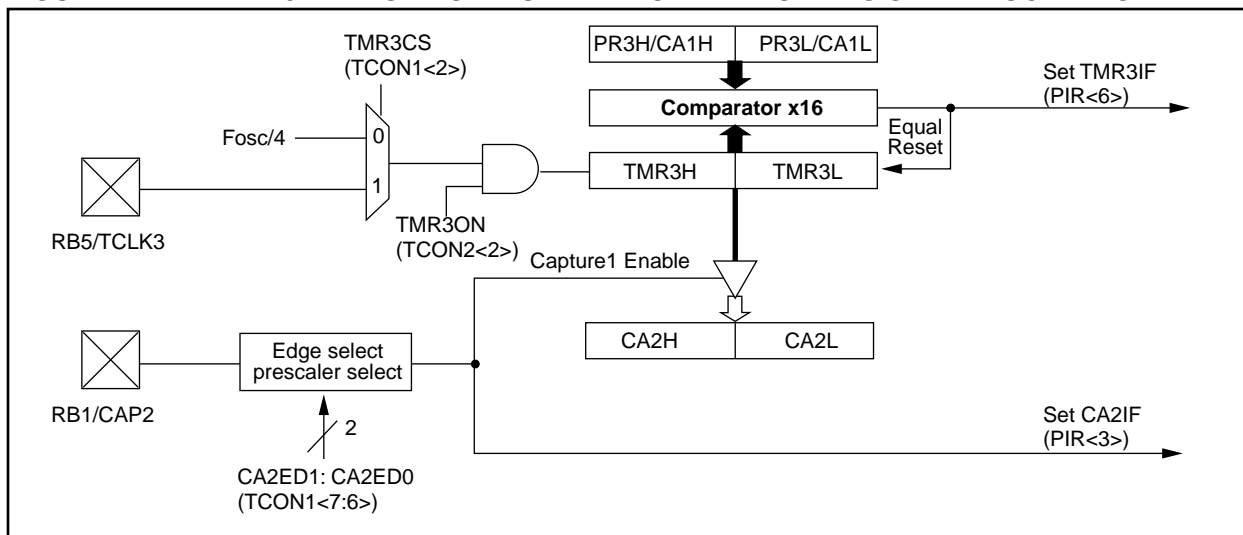 PR3H/CA1H PR3L/CA1L
TMR3CS
(TCON1<2>)
Set TMR3IF
(PIR<6>)
Comparator x16
Fosc/4
0
Equal
Reset
TMR3H TMR3L
1
TMR3ON
(TCON2<2>)
RB5/TCLK3
Capture1 Enable
CA2H CA2L
Edge select
prescaler select
RB1/CAP2
Set CA2IF
(PIR<3>)
2
CA2ED1: CA2ED0
(TCON1<7:6>)